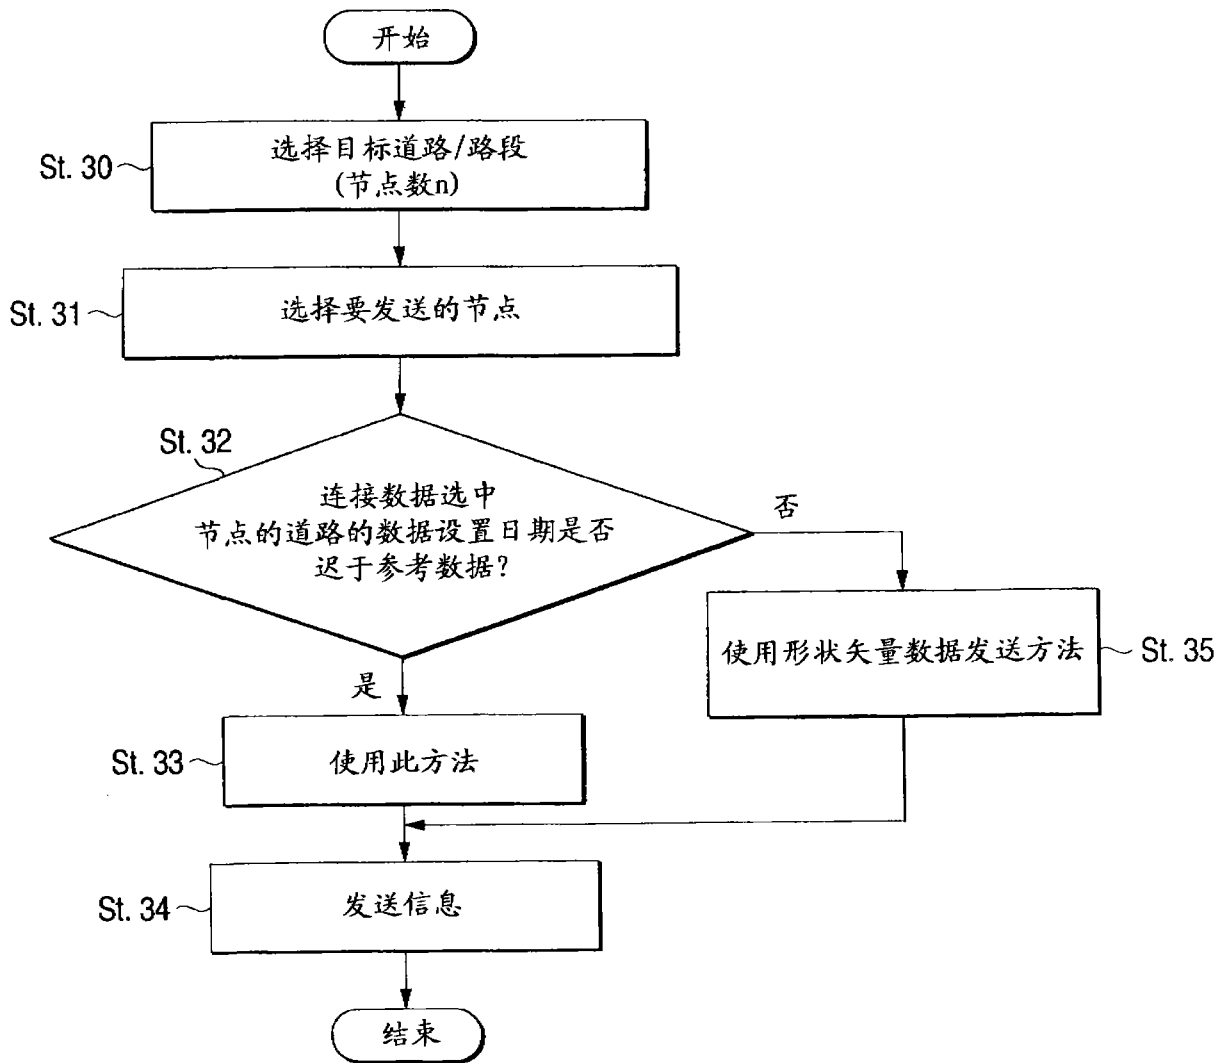 开始
St. 30
选择目标道路/路段
(节点数n)
St. 31
选择要发送的节点
St. 32
连接数据选中
节点的道路的数据设置日期是否
迟于参考数据?
否
使用形状矢量数据发送方法
St. 35
是
St. 33
使用此方法
St. 34
发送信息
结束